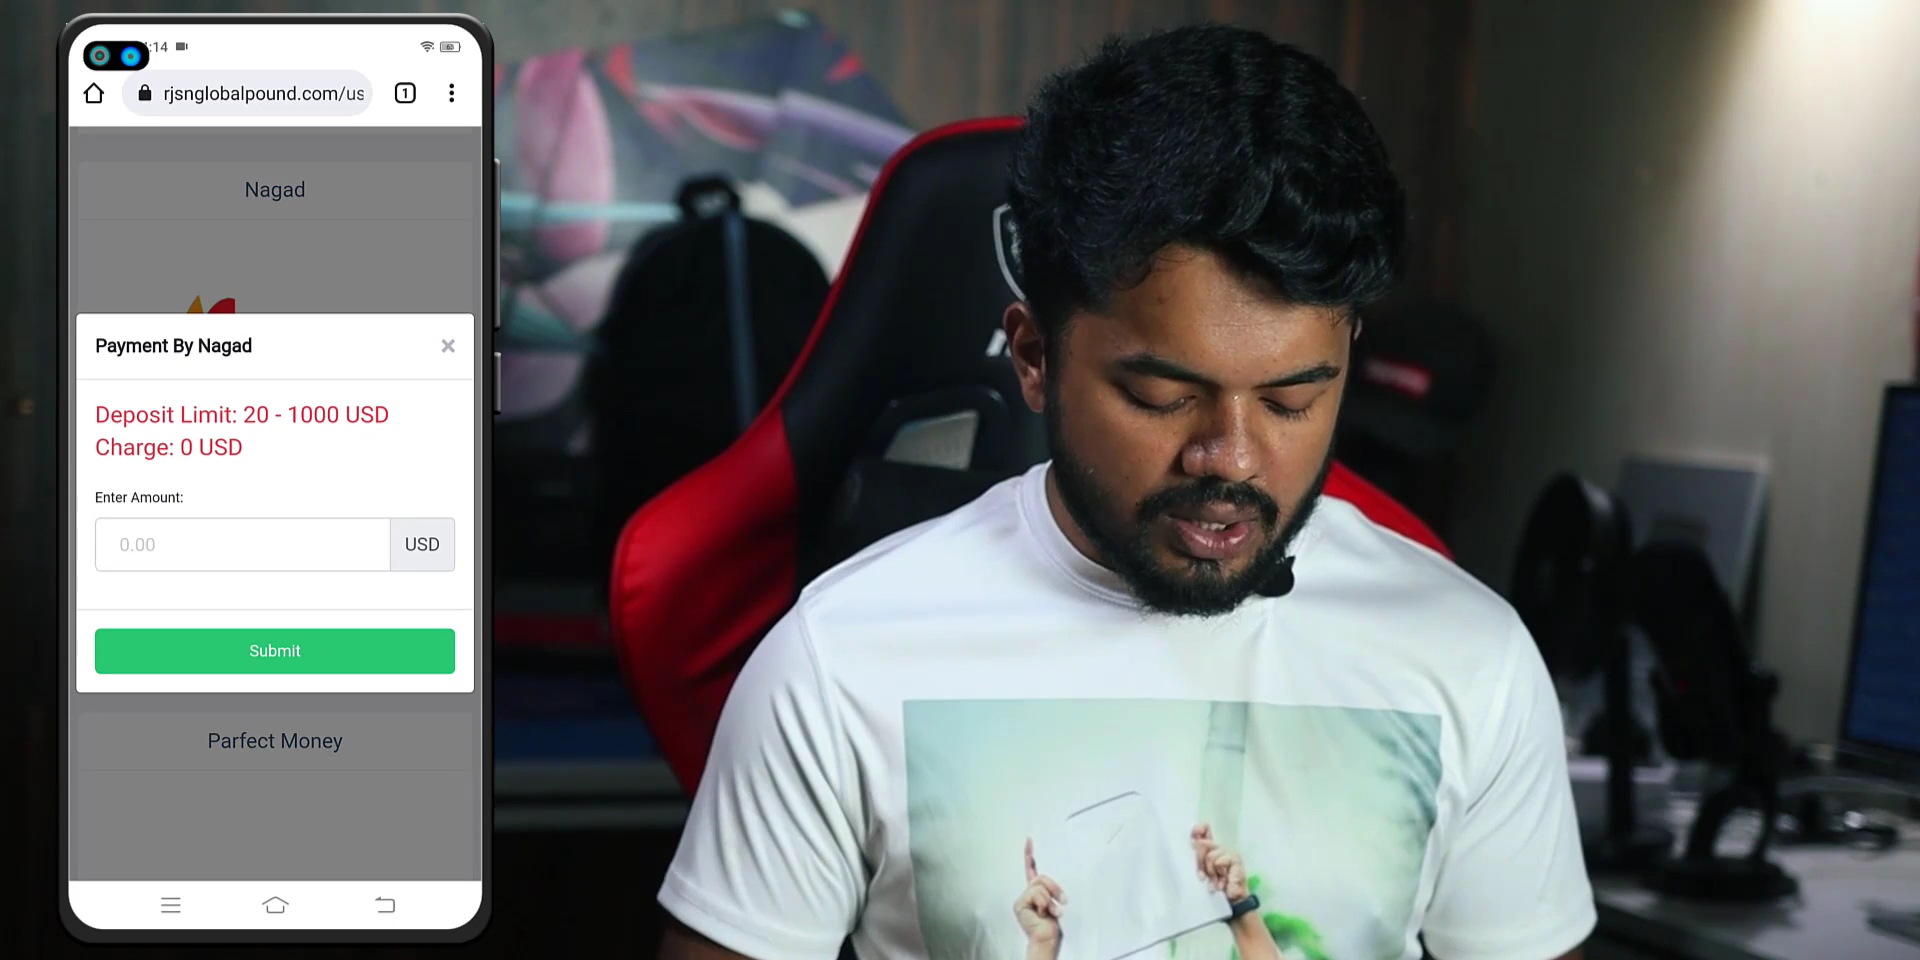 :14
rjsnglobalpound.com/us
1
Nagad
Payment By Nagad
Deposit Limit: 20 - 1000 USD
Charge: 0 USD
Enter Amount:
0.00
USD
Submit
Parfect Money